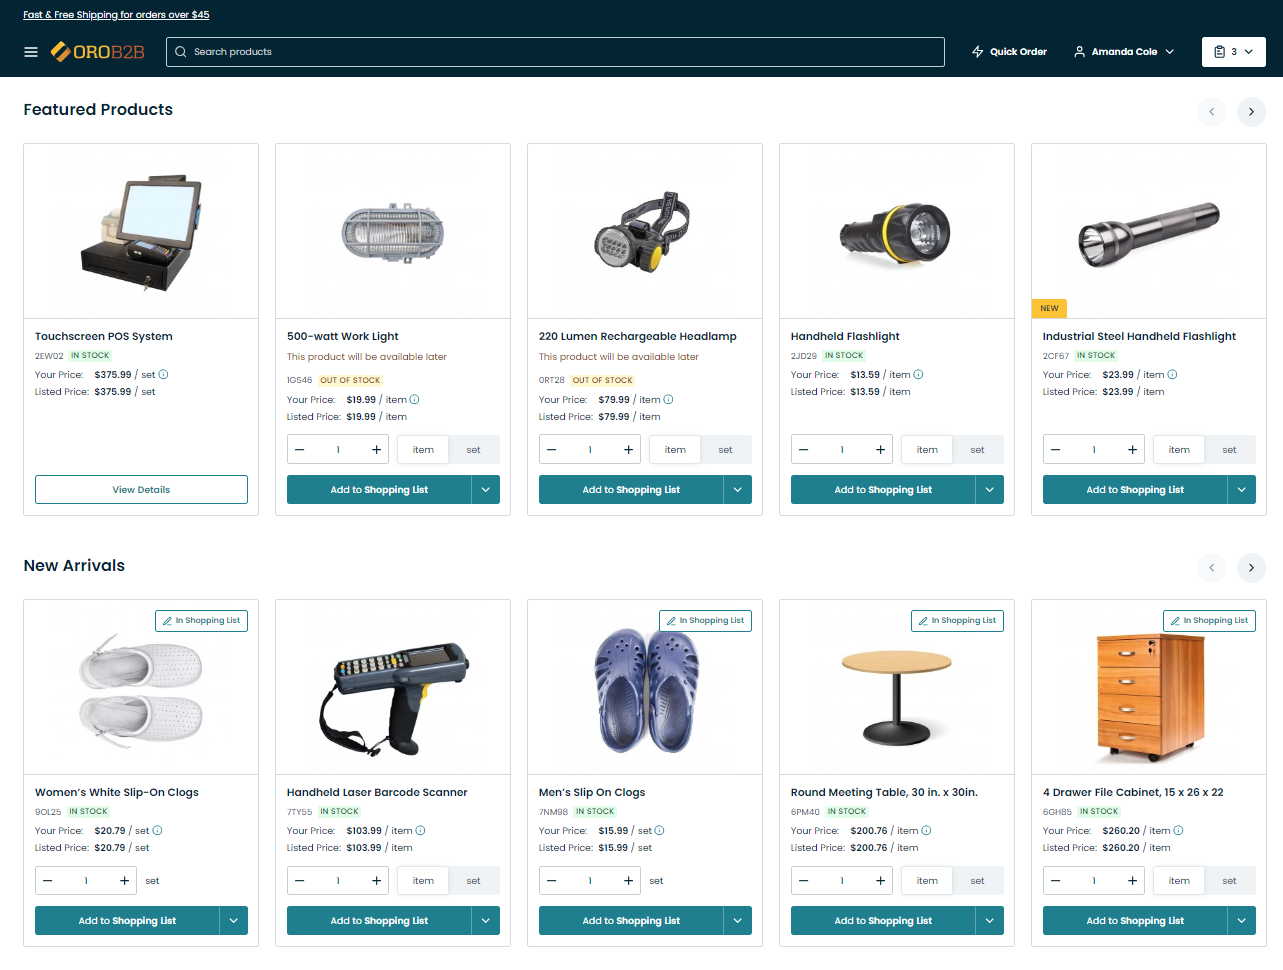 Fast & Free Shipping for orders over $45
OROB2B
Search products
Quick Order
Amanda Cole
3
Featured Products
Touchscreen POS System
2EW02 IN STOCK
Your Price: $375.99 / set
Listed Price: $375.99 / set
View Details
500-watt Work Light
This product will be available later
1GS46 OUT OF STOCK
Your Price: $19.99 / item
Listed Price: $19.99 / item
1 item set
Add to Shopping List
220 Lumen Rechargeable Headlamp
This product will be available later
0RT28 OUT OF STOCK
Your Price: $79.99 / item
Listed Price: $79.99 / item
1 item set
Add to Shopping List
Handheld Flashlight
2JD29 IN STOCK
Your Price: $13.59 / item
Listed Price: $13.59 / item
1 item set
Add to Shopping List
NEW
Industrial Steel Handheld Flashlight
2CF67 IN STOCK
Your Price: $23.99 / item
Listed Price: $23.99 / item
1 item set
Add to Shopping List
New Arrivals
In Shopping List
Women's White Slip-On Clogs
9OL25 IN STOCK
Your Price: $20.79 / set
Listed Price: $20.79 / set
1 set
Add to Shopping List
Handheld Laser Barcode Scanner
7TY55 IN STOCK
Your Price: $103.99 / item
Listed Price: $103.99 / item
1 item set
Add to Shopping List
In Shopping List
Men's Slip On Clogs
7NM98 IN STOCK
Your Price: $15.99 / set
Listed Price: $15.99 / set
1 set
Add to Shopping List
In Shopping List
Round Meeting Table, 30 in. x 30in.
6PM40 IN STOCK
Your Price: $200.76 / item
Listed Price: $200.76 / item
1 item set
Add to Shopping List
In Shopping List
4 Drawer File Cabinet, 15 x 26 x 22
6GH85 IN STOCK
Your Price: $260.20 / item
Listed Price: $260.20 / item
1 item set
Add to Shopping List